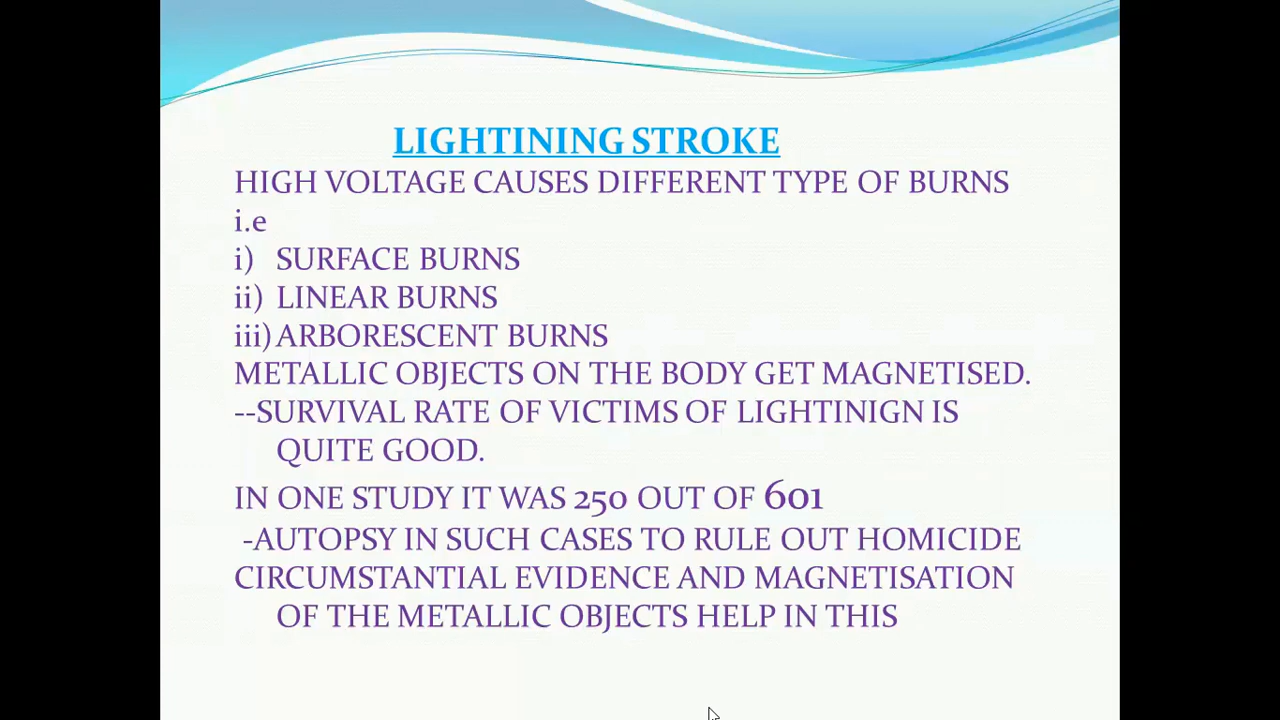 LIGHTINING STROKE
HIGH VOLTAGE CAUSES DIFFERENT TYPE OF BURNS
i.e
i) SURFACE BURNS
ii) LINEAR BURNS
iii) ARBORESCENT BURNS
METALLIC OBJECTS ON THE BODY GET MAGNETISED.
--SURVIVAL RATE OF VICTIMS OF LIGHTINIGN IS
QUITE GOOD.
IN ONE STUDY IT WAS 250 OUT OF 601
-AUTOPSY IN SUCH CASES TO RULE OUT HOMICIDE
CIRCUMSTANTIAL EVIDENCE AND MAGNETISATION
OF THE METALLIC OBJECTS HELP IN THIS